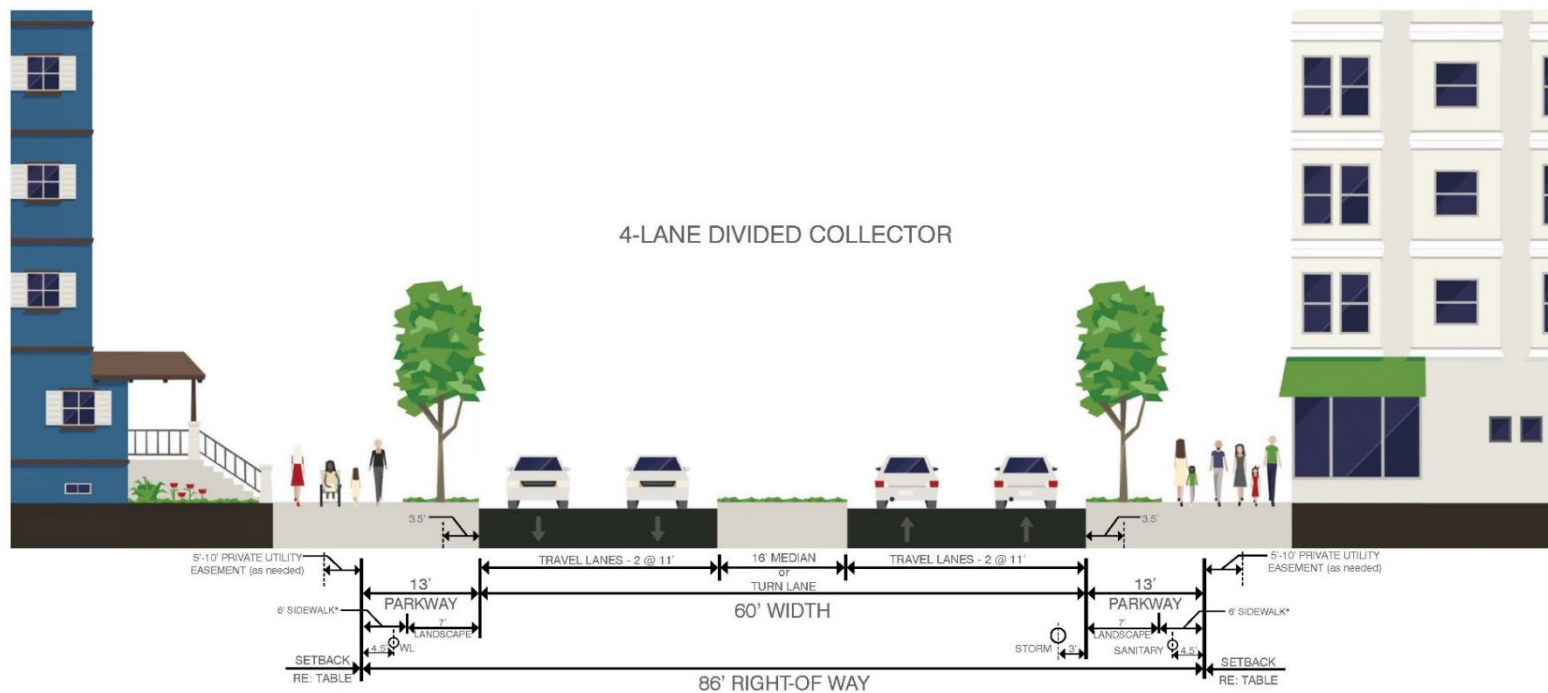 4-LANE DIVIDED COLLECTOR
3.5'
3.5'
5'-10' PRIVATE UTILITY
EASEMENT (as needed)
TRAVEL LANES - 2 @ 11'
16' MEDIAN
or
TURN LANE
TRAVEL LANES - 2 @ 11'
5'-10' PRIVATE UTILITY
EASEMENT (as needed)
13'
PARKWAY
60' WIDTH
13'
PARKWAY
6' SIDEWALK*
7'
LANDSCAPE
7'
LANDSCAPE
6' SIDEWALK*
4.5'
WL
STORM
3'
SANITARY
4.5'
SETBACK
RE: TABLE
86' RIGHT-OF WAY
SETBACK
RE: TABLE